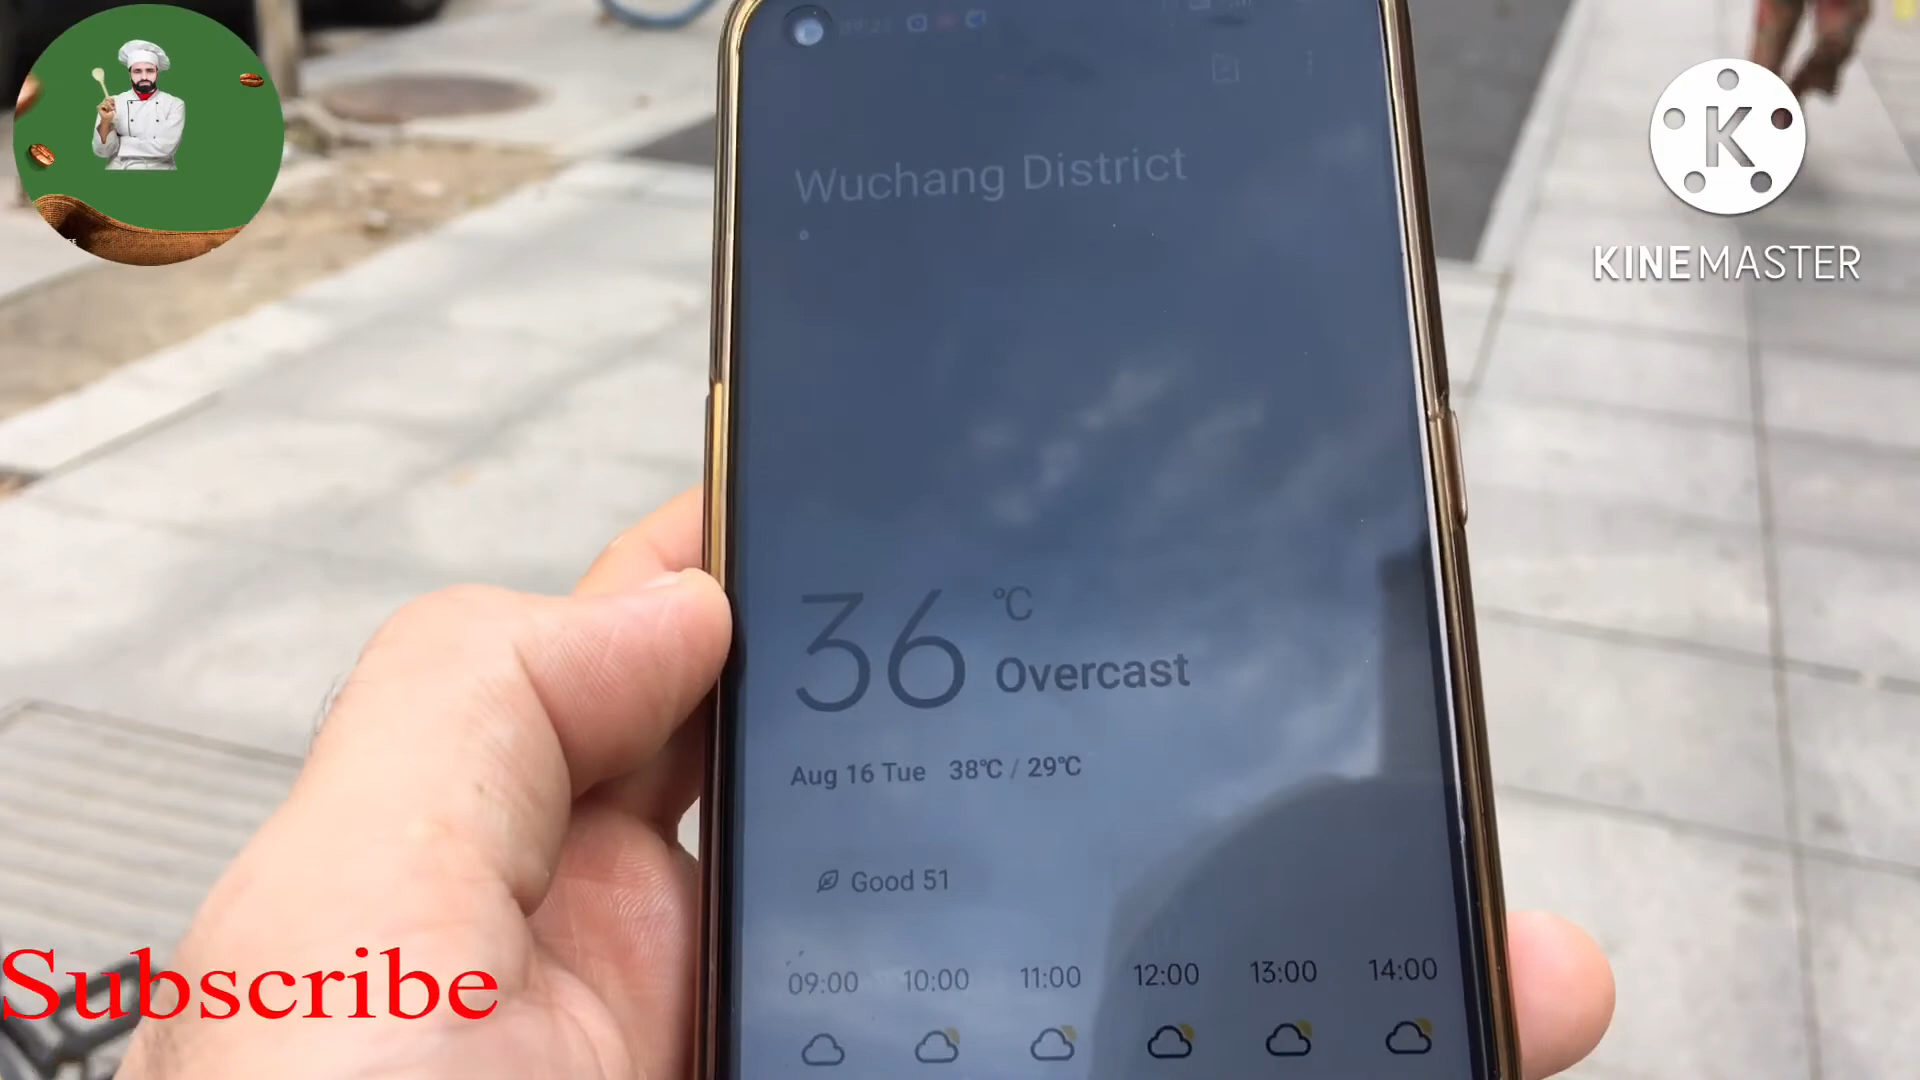 Wuchang District
36 °C
Overcast
Aug 16 Tue 38°C / 29°C
Good 51
09:00 10:00 11:00 12:00 13:00 14:00
KINEMASTER
Subscribe